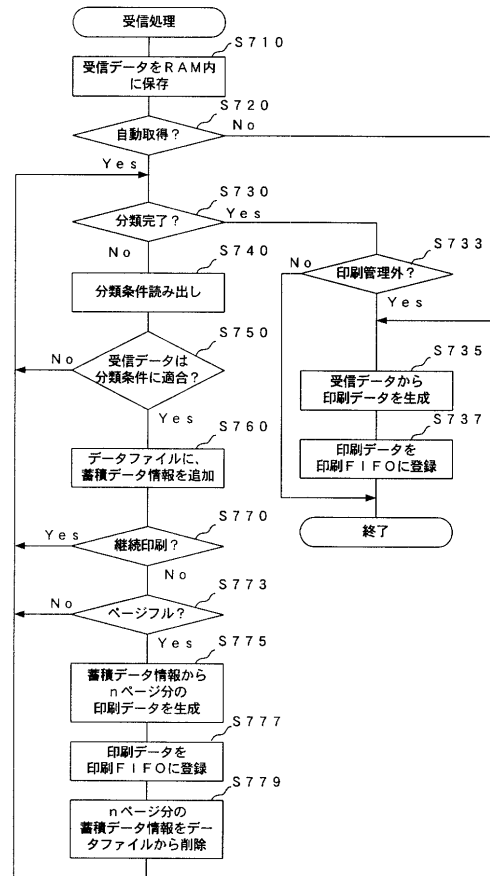 受信処理
S710
受信データをRAM内
に保存
S720
自動取得?
No
Yes
S730
分類完了?
Yes
No
S733
印刷管理外?
No
Yes
S740
分類条件読み出し
S750
受信データは
分類条件に適合?
No
Yes
S735
受信データから
印刷データを生成
S737
印刷データを
印刷FIFOに登録
終了
S760
データファイルに、
蓄積データ情報を追加
S770
継続印刷?
Yes
No
S773
ページフル?
No
Yes
S775
蓄積データ情報から
nページ分の
印刷データを生成
S777
印刷データを
印刷FIFOに登録
S779
nページ分の
蓄積データ情報をデー
タファイルから削除